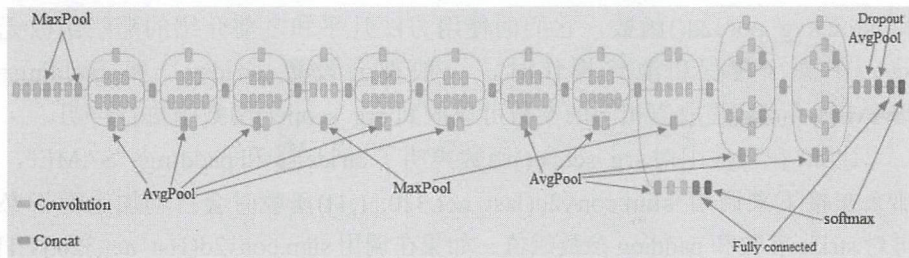 MaxPool
Dropout
AvgPool
AvgPool
MaxPool
AvgPool
Convolution
Concat
softmax
Fully connected